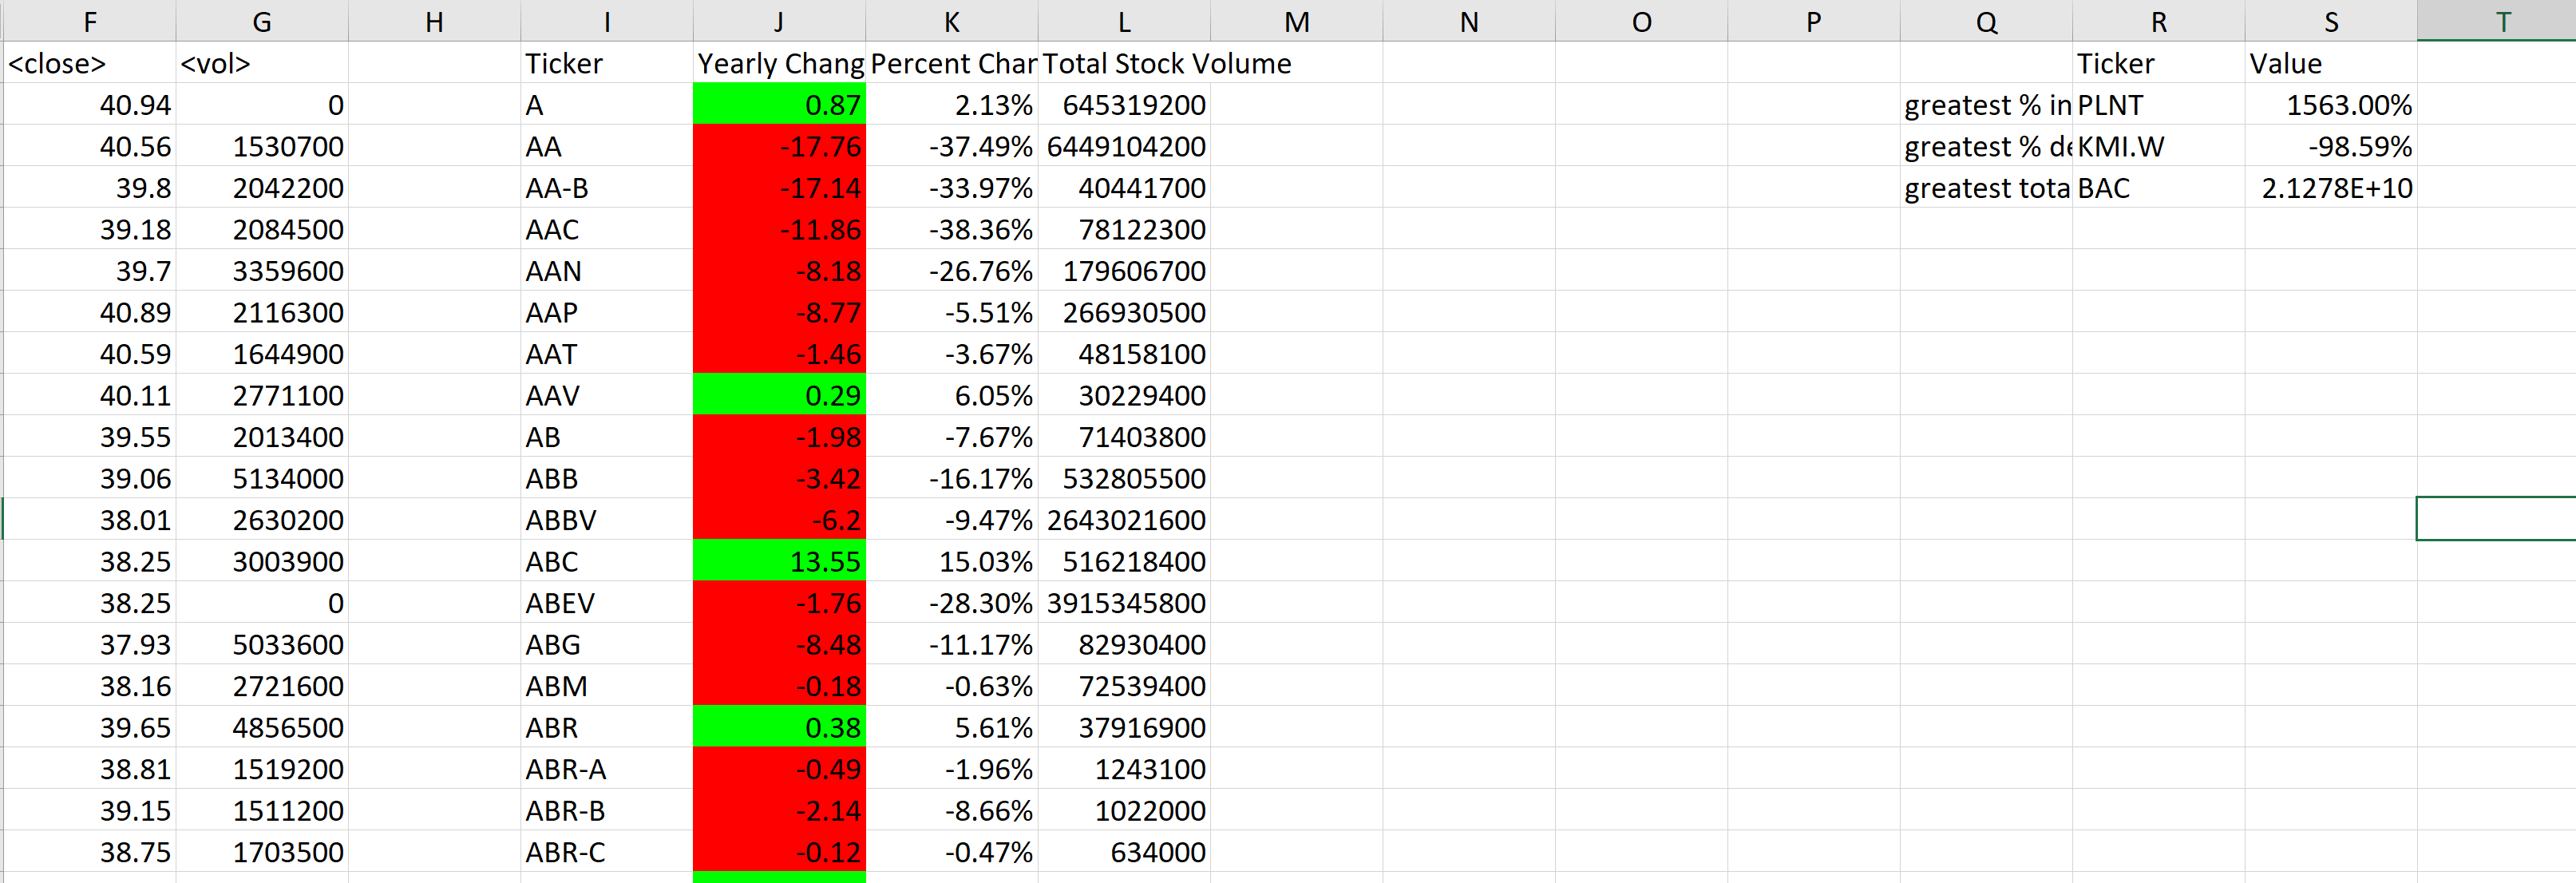 F G H I J K L M N O P Q R S T
<close> <vol> Ticker Yearly Chang Percent Char Total Stock Volume Ticker Value
40.94 0 A 0.87 2.13% 645319200 greatest % in PLNT 1563.00%
40.56 1530700 AA -17.76 -37.49% 6449104200 greatest % de KMI.W -98.59%
39.8 2042200 AA-B -17.14 -33.97% 40441700 greatest tota BAC 2.1278E+10
39.18 2084500 AAC -11.86 -38.36% 78122300
39.7 3359600 AAN -8.18 -26.76% 179606700
40.89 2116300 AAP -8.77 -5.51% 266930500
40.59 1644900 AAT -1.46 -3.67% 48158100
40.11 2771100 AAV 0.29 6.05% 30229400
39.55 2013400 AB -1.98 -7.67% 71403800
39.06 5134000 ABB -3.42 -16.17% 532805500
38.01 2630200 ABBV -6.2 -9.47% 2643021600
38.25 3003900 ABC 13.55 15.03% 516218400
38.25 0 ABEV -1.76 -28.30% 3915345800
37.93 5033600 ABG -8.48 -11.17% 82930400
38.16 2721600 ABM -0.18 -0.63% 72539400
39.65 4856500 ABR 0.38 5.61% 37916900
38.81 1519200 ABR-A -0.49 -1.96% 1243100
39.15 1511200 ABR-B -2.14 -8.66% 1022000
38.75 1703500 ABR-C -0.12 -0.47% 634000